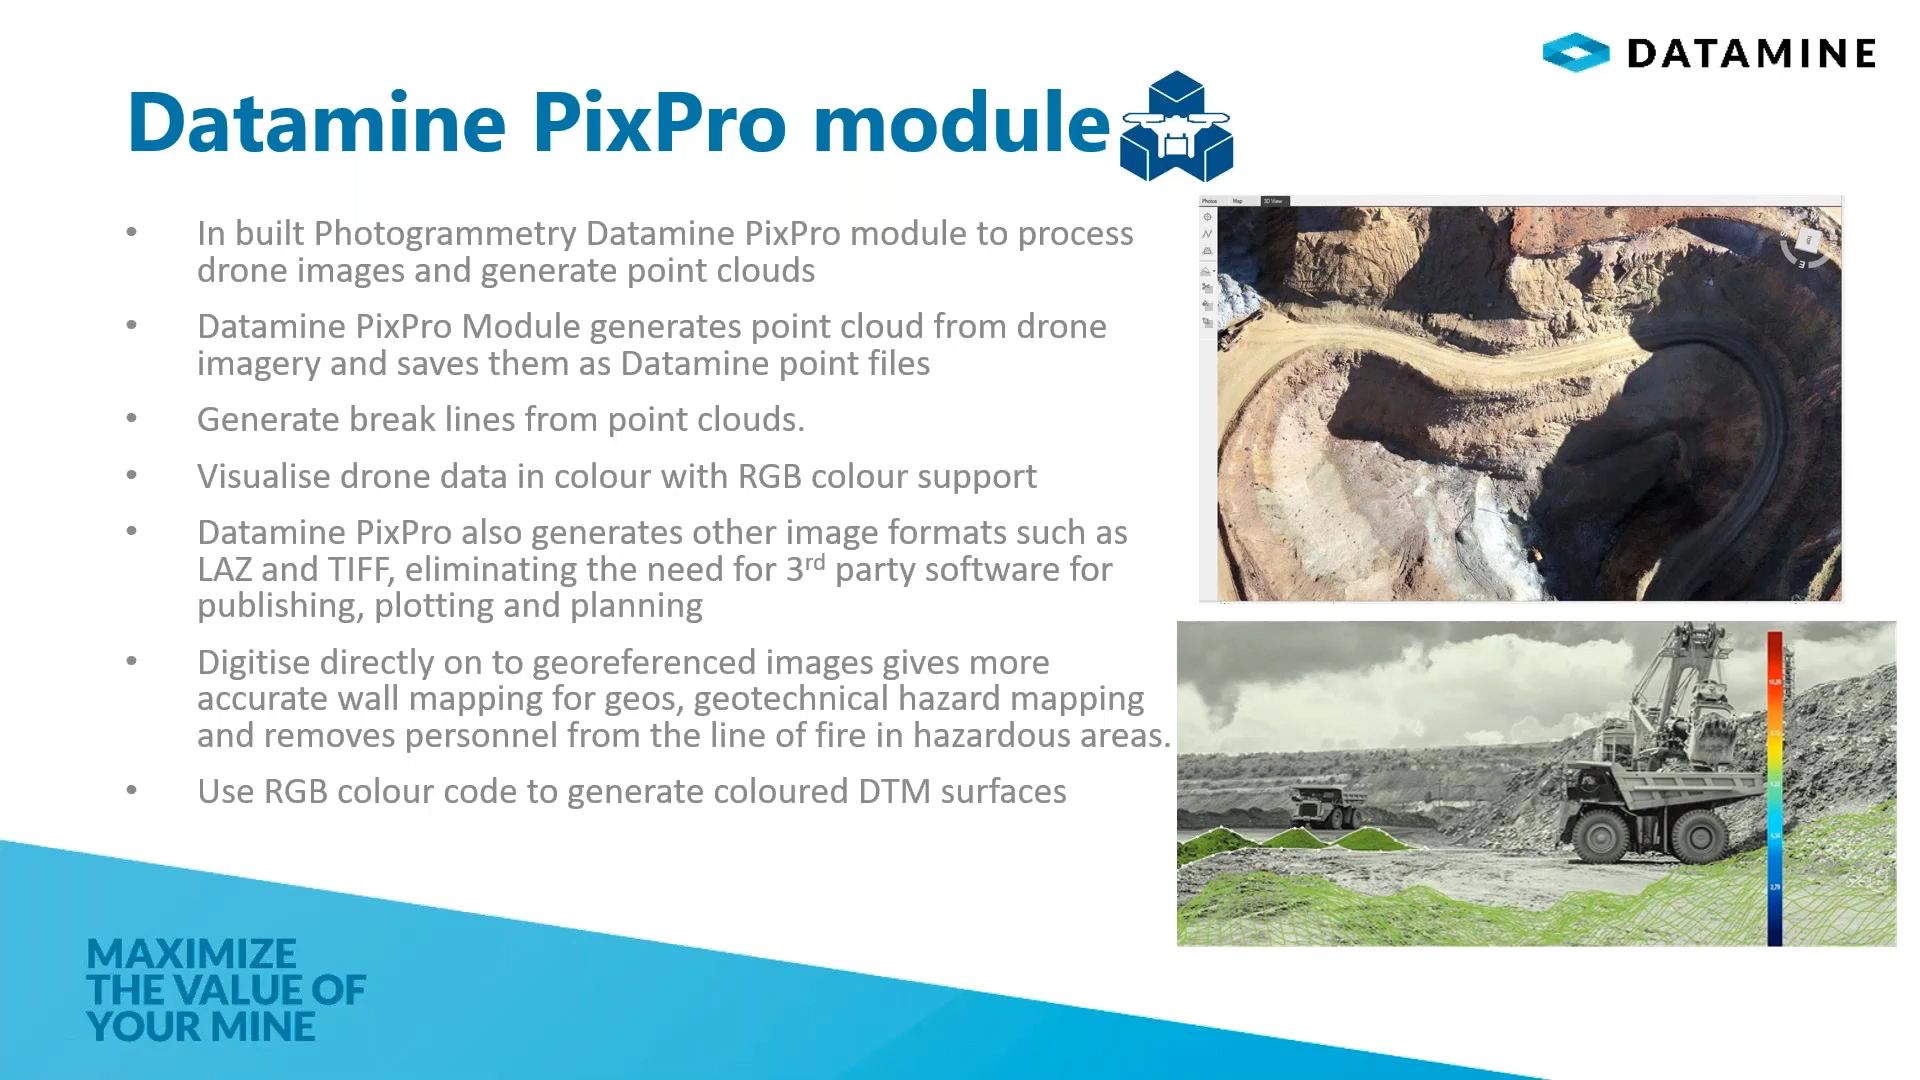 DATAMINE
Datamine PixPro module
• In built Photogrammetry Datamine PixPro module to process
drone images and generate point clouds
• Datamine PixPro Module generates point cloud from drone
imagery and saves them as Datamine point files
• Generate break lines from point clouds.
• Visualise drone data in colour with RGB colour support
• Datamine PixPro also generates other image formats such as
LAZ and TIFF, eliminating the need for 3rd party software for
publishing, plotting and planning
• Digitise directly on to georeferenced images gives more
accurate wall mapping for geos, geotechnical hazard mapping
and removes personnel from the line of fire in hazardous areas.
• Use RGB colour code to generate coloured DTM surfaces
Photos Map 3D View
MAXIMIZE
THE VALUE OF
YOUR MINE